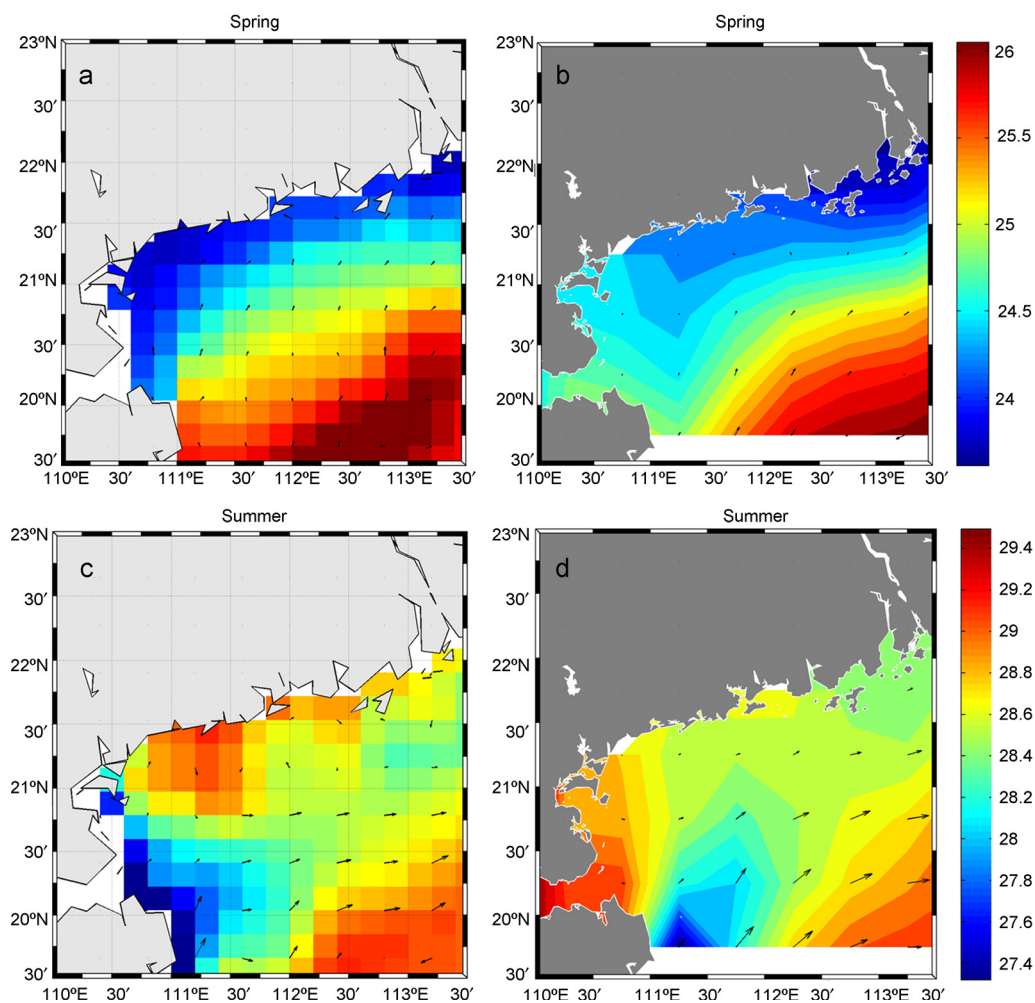 Spring
Spring
23ºN
30′
22ºN
30′
21ºN
30′
20ºN
30′
a
110ºE 30′ 111ºE 30′ 112ºE 30′ 113ºE 30′
23ºN
30′
22ºN
30′
21ºN
30′
20ºN
30′
b
110ºE 30′ 111ºE 30′ 112ºE 30′ 113ºE 30′
26
25.5
25
24.5
24
Summer
Summer
23ºN
30′
22ºN
30′
21ºN
30′
20ºN
30′
c
110ºE 30′ 111ºE 30′ 112ºE 30′ 113ºE 30′
23ºN
30′
22ºN
30′
21ºN
30′
20ºN
30′
d
110ºE 30′ 111ºE 30′ 112ºE 30′ 113ºE 30′
29.4
29.2
29
28.8
28.6
28.4
28.2
28
27.8
27.6
27.4